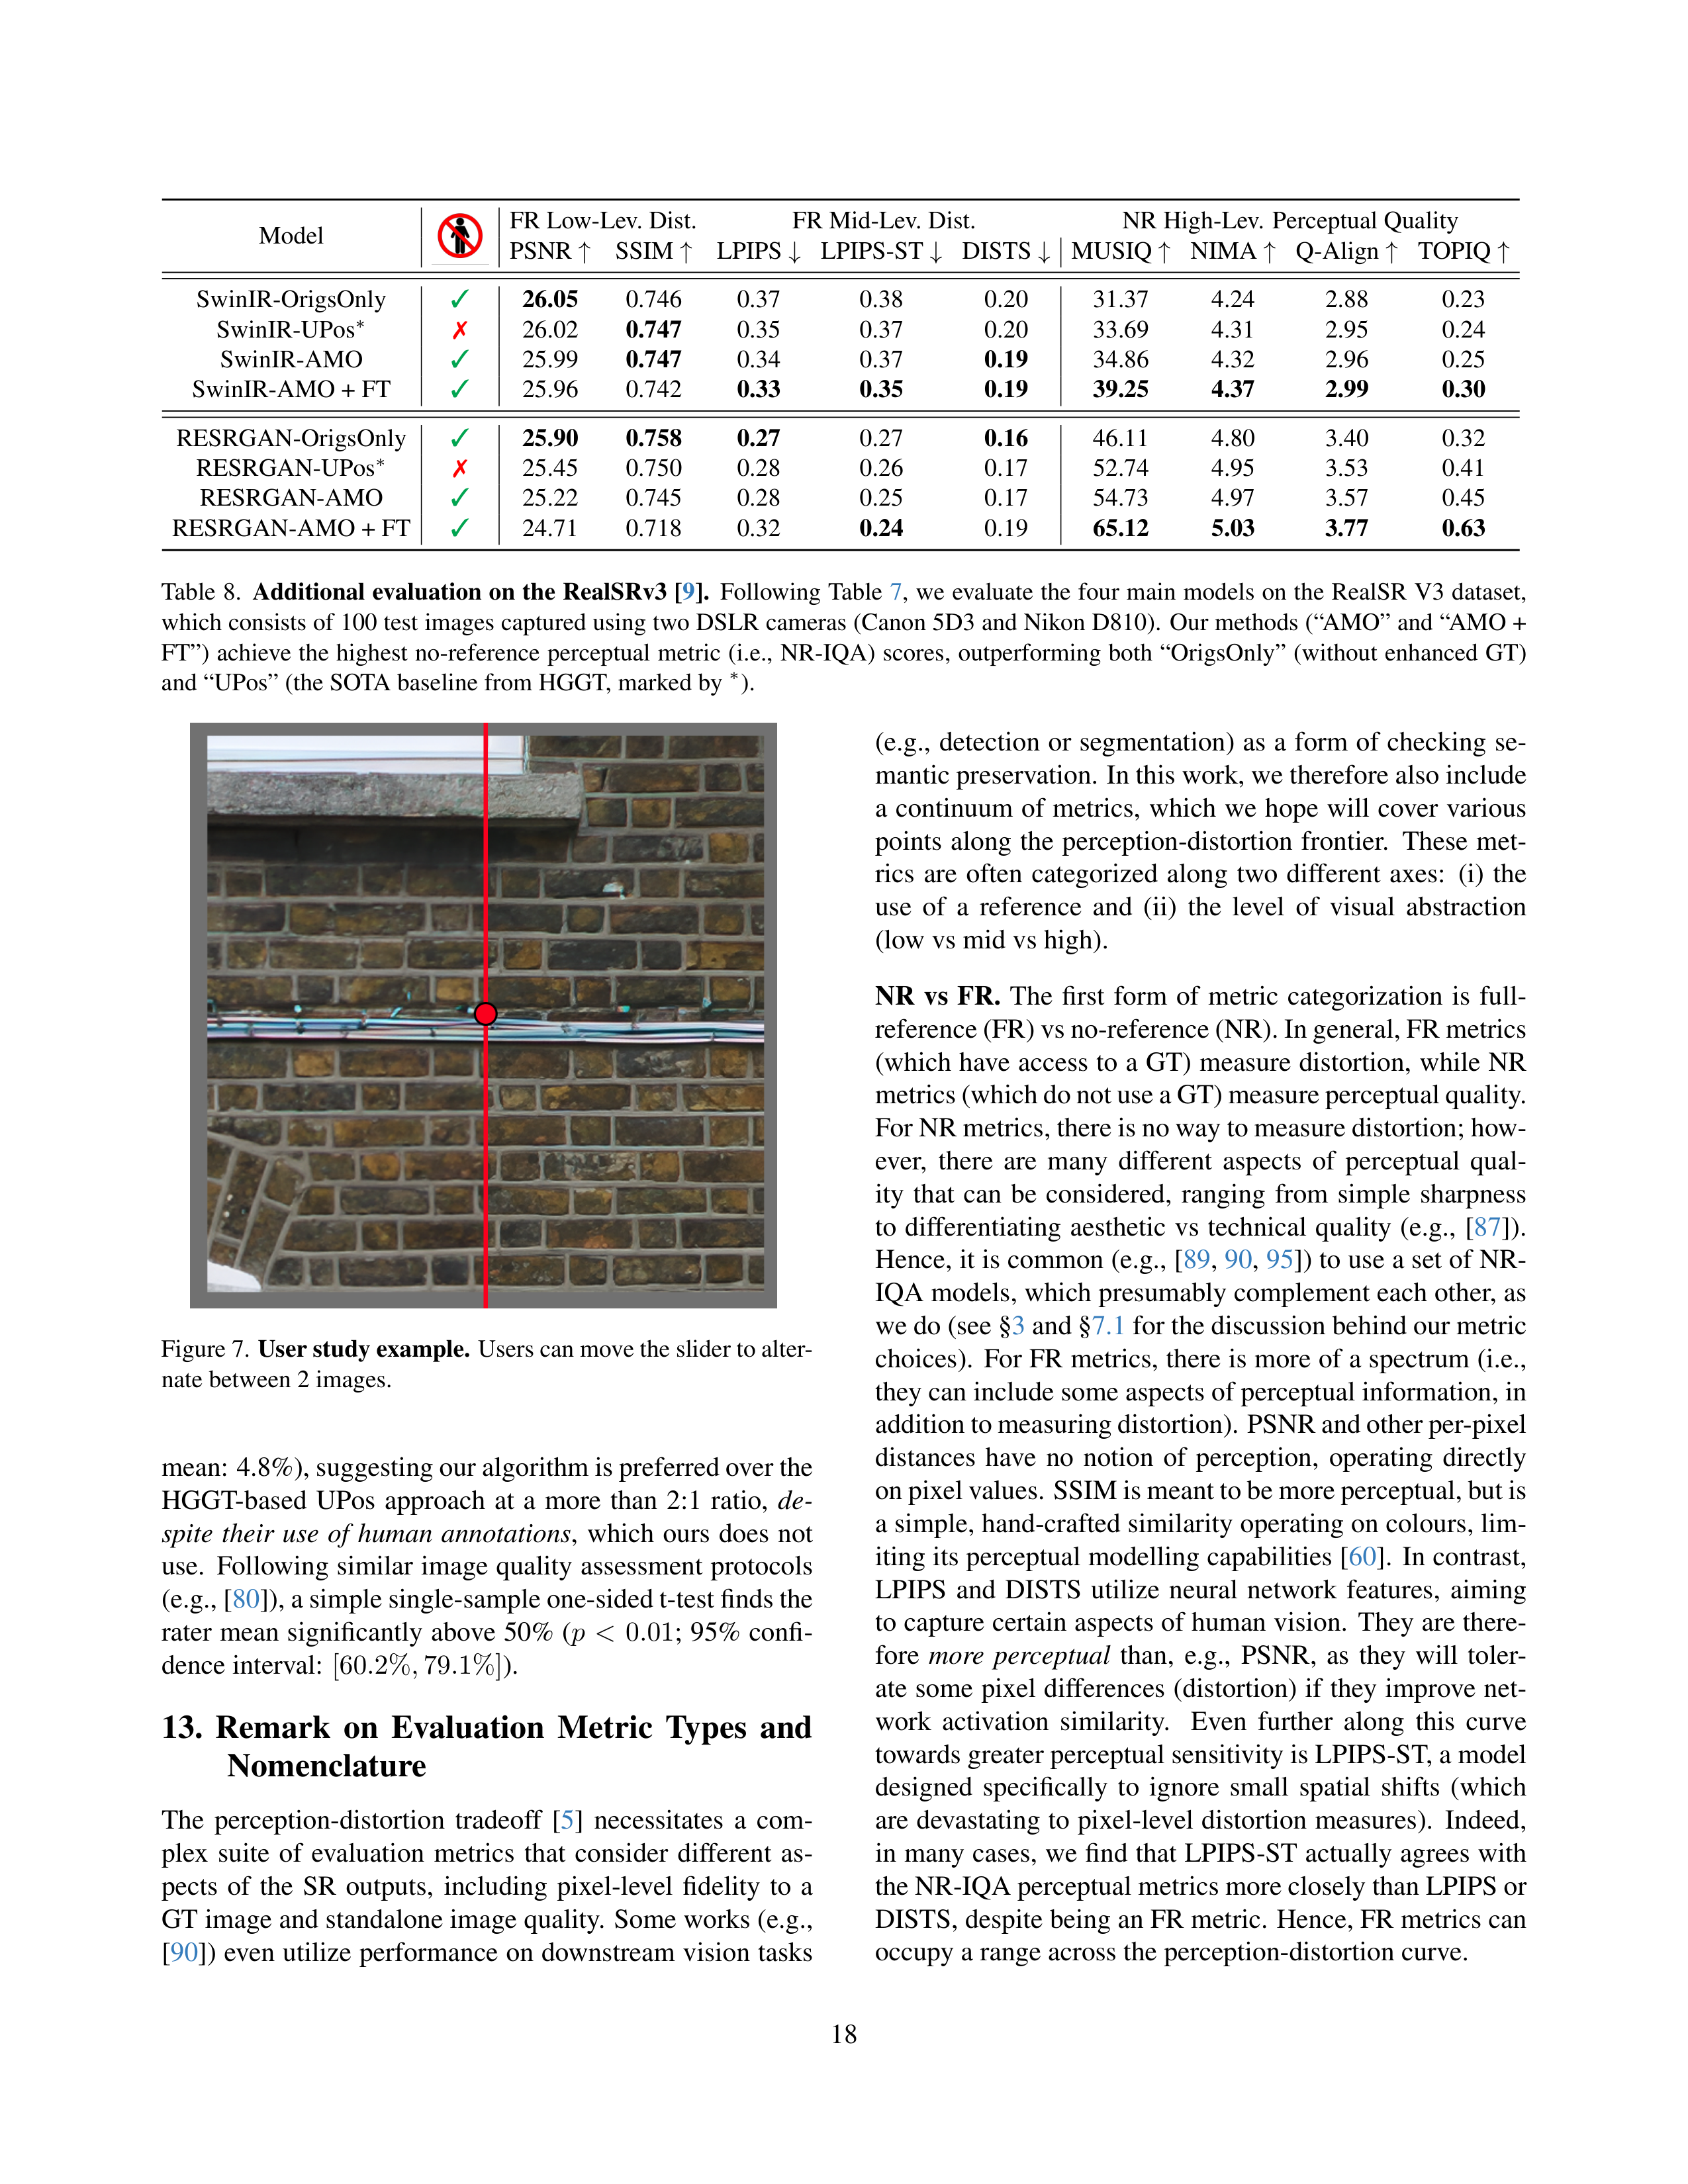 Model FR Low-Lev. Dist. FR Mid-Lev. Dist. NR High-Lev. Perceptual Quality
PSNR ↑ SSIM ↑ LPIPS ↓ LPIPS-ST ↓ DISTS ↓ MUSIQ ↑ NIMA ↑ Q-Align ↑ TOPIQ ↑
SwinIR-OrigsOnly ✓ 26.05 0.746 0.37 0.38 0.20 31.37 4.24 2.88 0.23
SwinIR-UPos* ✗ 26.02 0.747 0.35 0.37 0.20 33.69 4.31 2.95 0.24
SwinIR-AMO ✓ 25.99 0.747 0.34 0.37 0.19 34.86 4.32 2.96 0.25
SwinIR-AMO + FT ✓ 25.96 0.742 0.33 0.35 0.19 39.25 4.37 2.99 0.30
RESRGAN-OrigsOnly ✓ 25.90 0.758 0.27 0.27 0.16 46.11 4.80 3.40 0.32
RESRGAN-UPos* ✗ 25.45 0.750 0.28 0.26 0.17 52.74 4.95 3.53 0.41
RESRGAN-AMO ✓ 25.22 0.745 0.28 0.25 0.17 54.73 4.97 3.57 0.45
RESRGAN-AMO + FT ✓ 24.71 0.718 0.32 0.24 0.19 65.12 5.03 3.77 0.63
Table 8. Additional evaluation on the RealSRv3 [9]. Following Table 7, we evaluate the four main models on the RealSR V3 dataset,
which consists of 100 test images captured using two DSLR cameras (Canon 5D3 and Nikon D810). Our methods (“AMO” and “AMO +
FT”) achieve the highest no-reference perceptual metric (i.e., NR-IQA) scores, outperforming both “OrigsOnly” (without enhanced GT)
and “UPos” (the SOTA baseline from HGGT, marked by *).
Figure 7. User study example. Users can move the slider to alter-
nate between 2 images.
mean: 4.8%), suggesting our algorithm is preferred over the
HGGT-based UPos approach at a more than 2:1 ratio, de-
spite their use of human annotations, which ours does not
use. Following similar image quality assessment protocols
(e.g., [80]), a simple single-sample one-sided t-test finds the
rater mean significantly above 50% (p < 0.01; 95% confi-
dence interval: [60.2%, 79.1%]).
13. Remark on Evaluation Metric Types and
Nomenclature
The perception-distortion tradeoff [5] necessitates a com-
plex suite of evaluation metrics that consider different as-
pects of the SR outputs, including pixel-level fidelity to a
GT image and standalone image quality. Some works (e.g.,
[90]) even utilize performance on downstream vision tasks
(e.g., detection or segmentation) as a form of checking se-
mantic preservation. In this work, we therefore also include
a continuum of metrics, which we hope will cover various
points along the perception-distortion frontier. These met-
rics are often categorized along two different axes: (i) the
use of a reference and (ii) the level of visual abstraction
(low vs mid vs high).
NR vs FR. The first form of metric categorization is full-
reference (FR) vs no-reference (NR). In general, FR metrics
(which have access to a GT) measure distortion, while NR
metrics (which do not use a GT) measure perceptual quality.
For NR metrics, there is no way to measure distortion; how-
ever, there are many different aspects of perceptual qual-
ity that can be considered, ranging from simple sharpness
to differentiating aesthetic vs technical quality (e.g., [87]).
Hence, it is common (e.g., [89, 90, 95]) to use a set of NR-
IQA models, which presumably complement each other, as
we do (see §3 and §7.1 for the discussion behind our metric
choices). For FR metrics, there is more of a spectrum (i.e.,
they can include some aspects of perceptual information, in
addition to measuring distortion). PSNR and other per-pixel
distances have no notion of perception, operating directly
on pixel values. SSIM is meant to be more perceptual, but is
a simple, hand-crafted similarity operating on colours, lim-
iting its perceptual modelling capabilities [60]. In contrast,
LPIPS and DISTS utilize neural network features, aiming
to capture certain aspects of human vision. They are there-
fore more perceptual than, e.g., PSNR, as they will toler-
ate some pixel differences (distortion) if they improve net-
work activation similarity. Even further along this curve
towards greater perceptual sensitivity is LPIPS-ST, a model
designed specifically to ignore small spatial shifts (which
are devastating to pixel-level distortion measures). Indeed,
in many cases, we find that LPIPS-ST actually agrees with
the NR-IQA perceptual metrics more closely than LPIPS or
DISTS, despite being an FR metric. Hence, FR metrics can
occupy a range across the perception-distortion curve.
18